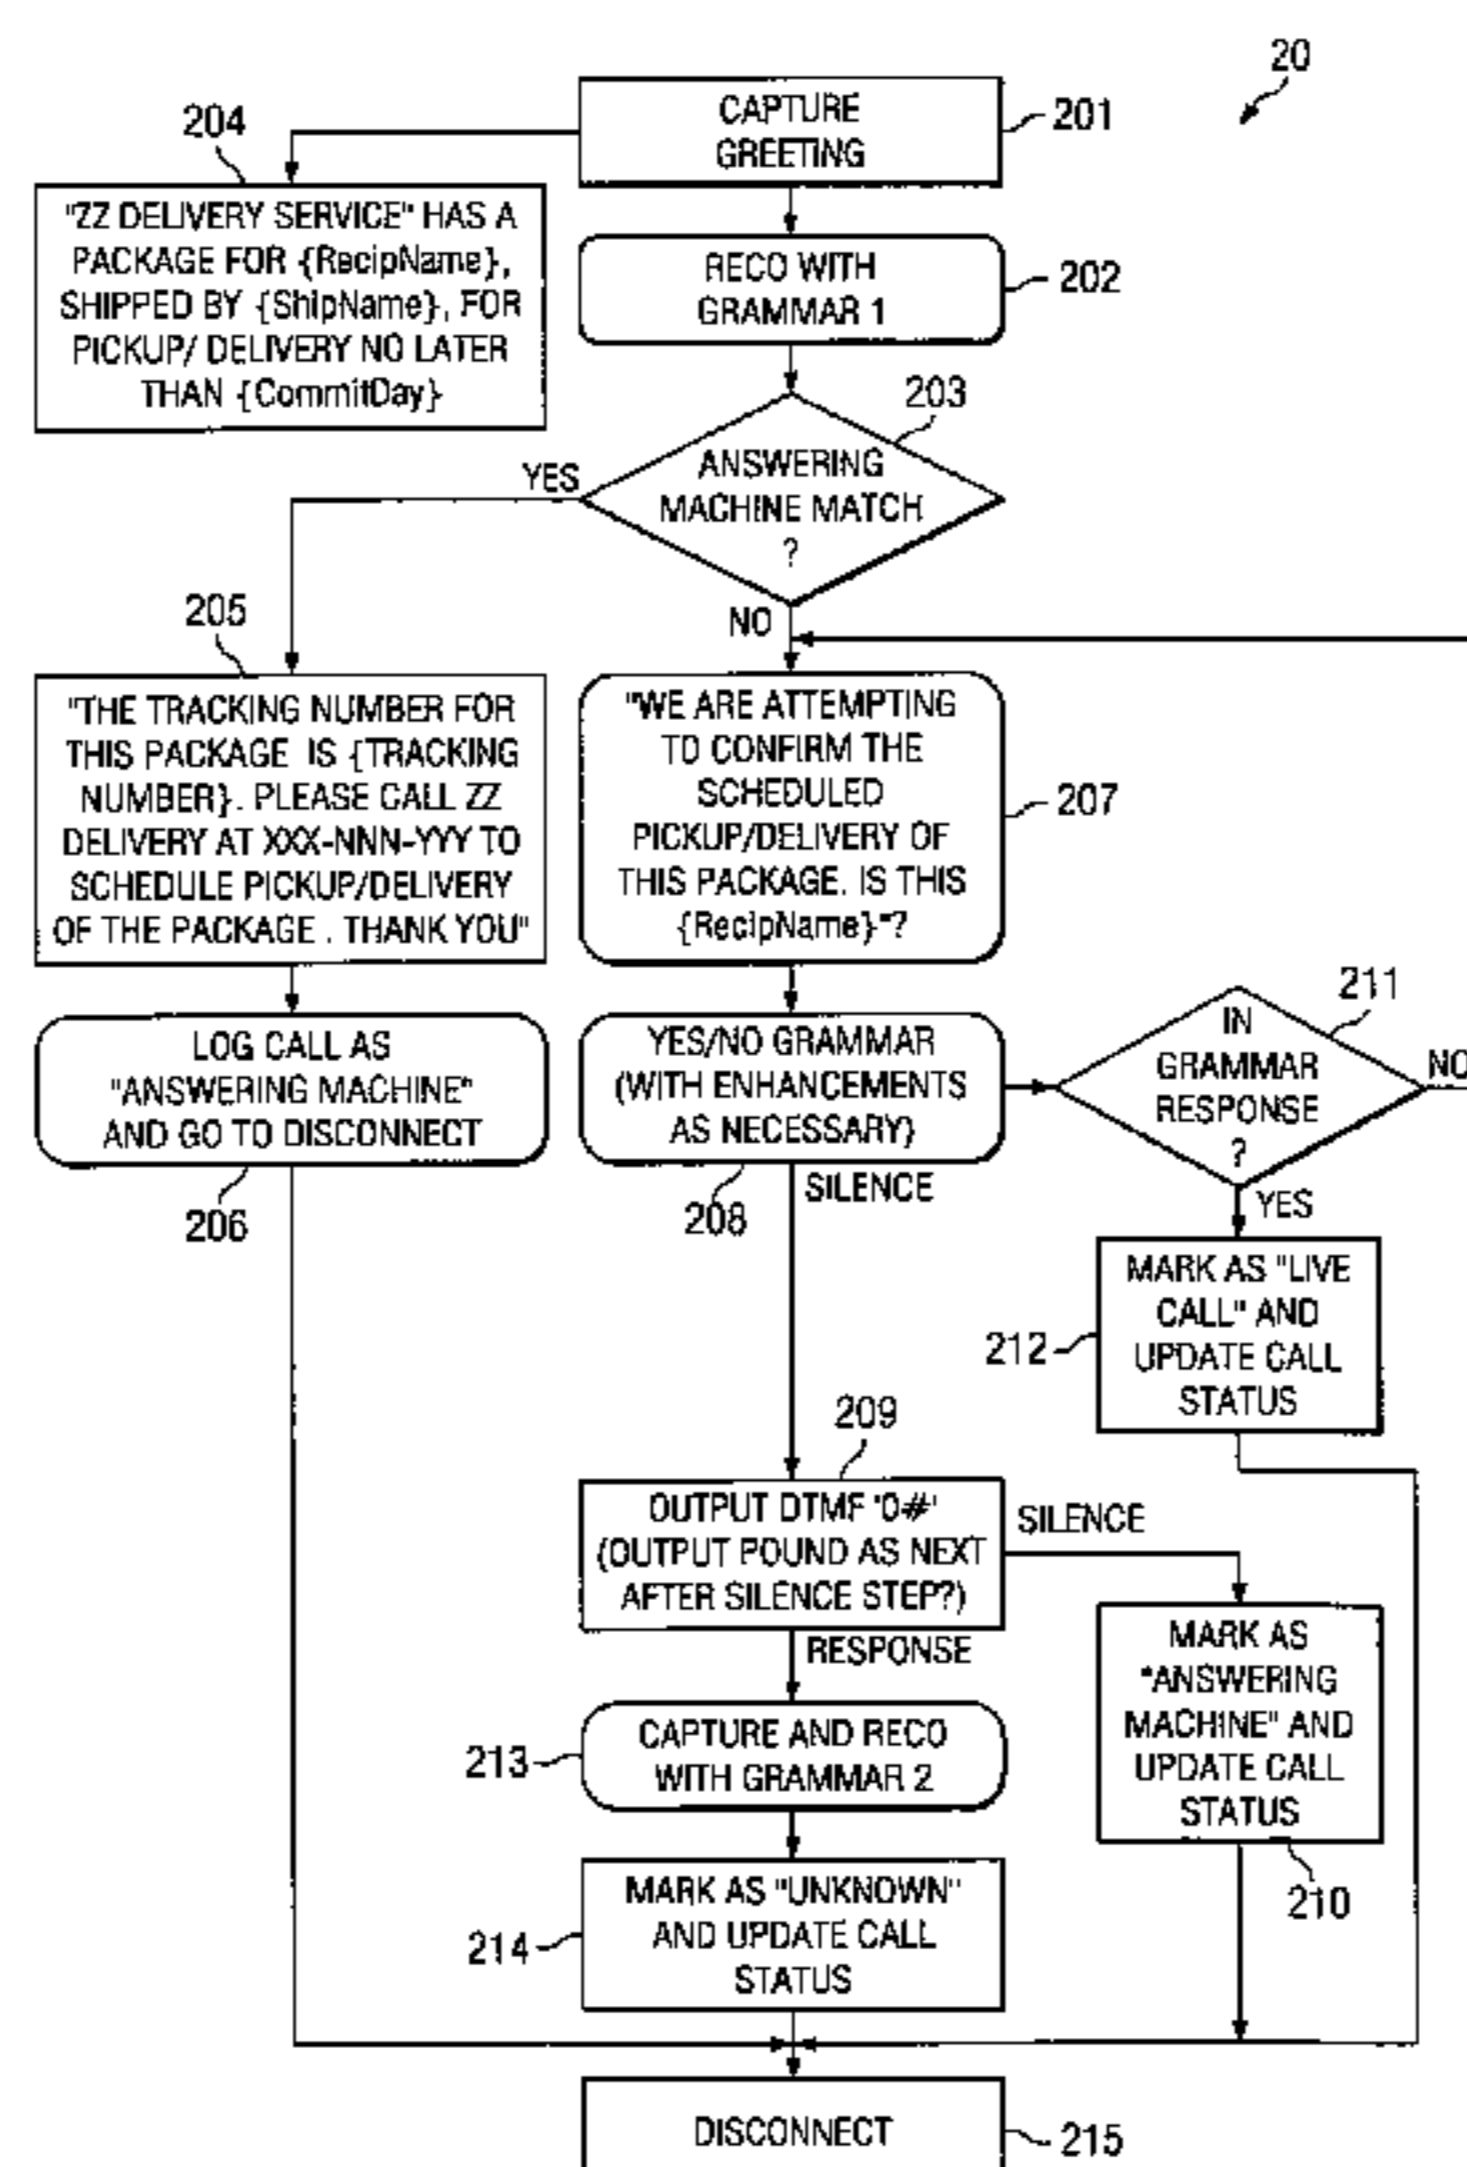 20
CAPTURE
GREETING
201
204
"ZZ DELIVERY SERVICE" HAS A
PACKAGE FOR {RecipName},
SHIPPED BY {ShipName}, FOR
PICKUP/ DELIVERY NO LATER
THAN {CommitDay}
RECO WITH
GRAMMAR 1
202
203
ANSWERING
MACHINE MATCH
?
YES
NO
205
"THE TRACKING NUMBER FOR
THIS PACKAGE IS {TRACKING
NUMBER}. PLEASE CALL ZZ
DELIVERY AT XXX-NNN-YYY TO
SCHEDULE PICKUP/DELIVERY
OF THE PACKAGE . THANK YOU"
"WE ARE ATTEMPTING
TO CONFIRM THE
SCHEDULED
PICKUP/DELIVERY OF
THIS PACKAGE. IS THIS
{RecipName}"?
207
LOG CALL AS
"ANSWERING MACHINE"
AND GO TO DISCONNECT
206
YES/NO GRAMMAR
(WITH ENHANCEMENTS
AS NECESSARY)
208
SILENCE
211
IN
GRAMMAR
RESPONSE
?
NO
YES
MARK AS "LIVE
CALL" AND
UPDATE CALL
STATUS
212
209
OUTPUT DTMF '0#'
(OUTPUT POUND AS NEXT
AFTER SILENCE STEP?)
SILENCE
RESPONSE
MARK AS
"ANSWERING
MACHINE" AND
UPDATE CALL
STATUS
210
CAPTURE AND RECO
WITH GRAMMAR 2
213
MARK AS "UNKNOWN"
AND UPDATE CALL
STATUS
214
DISCONNECT
215